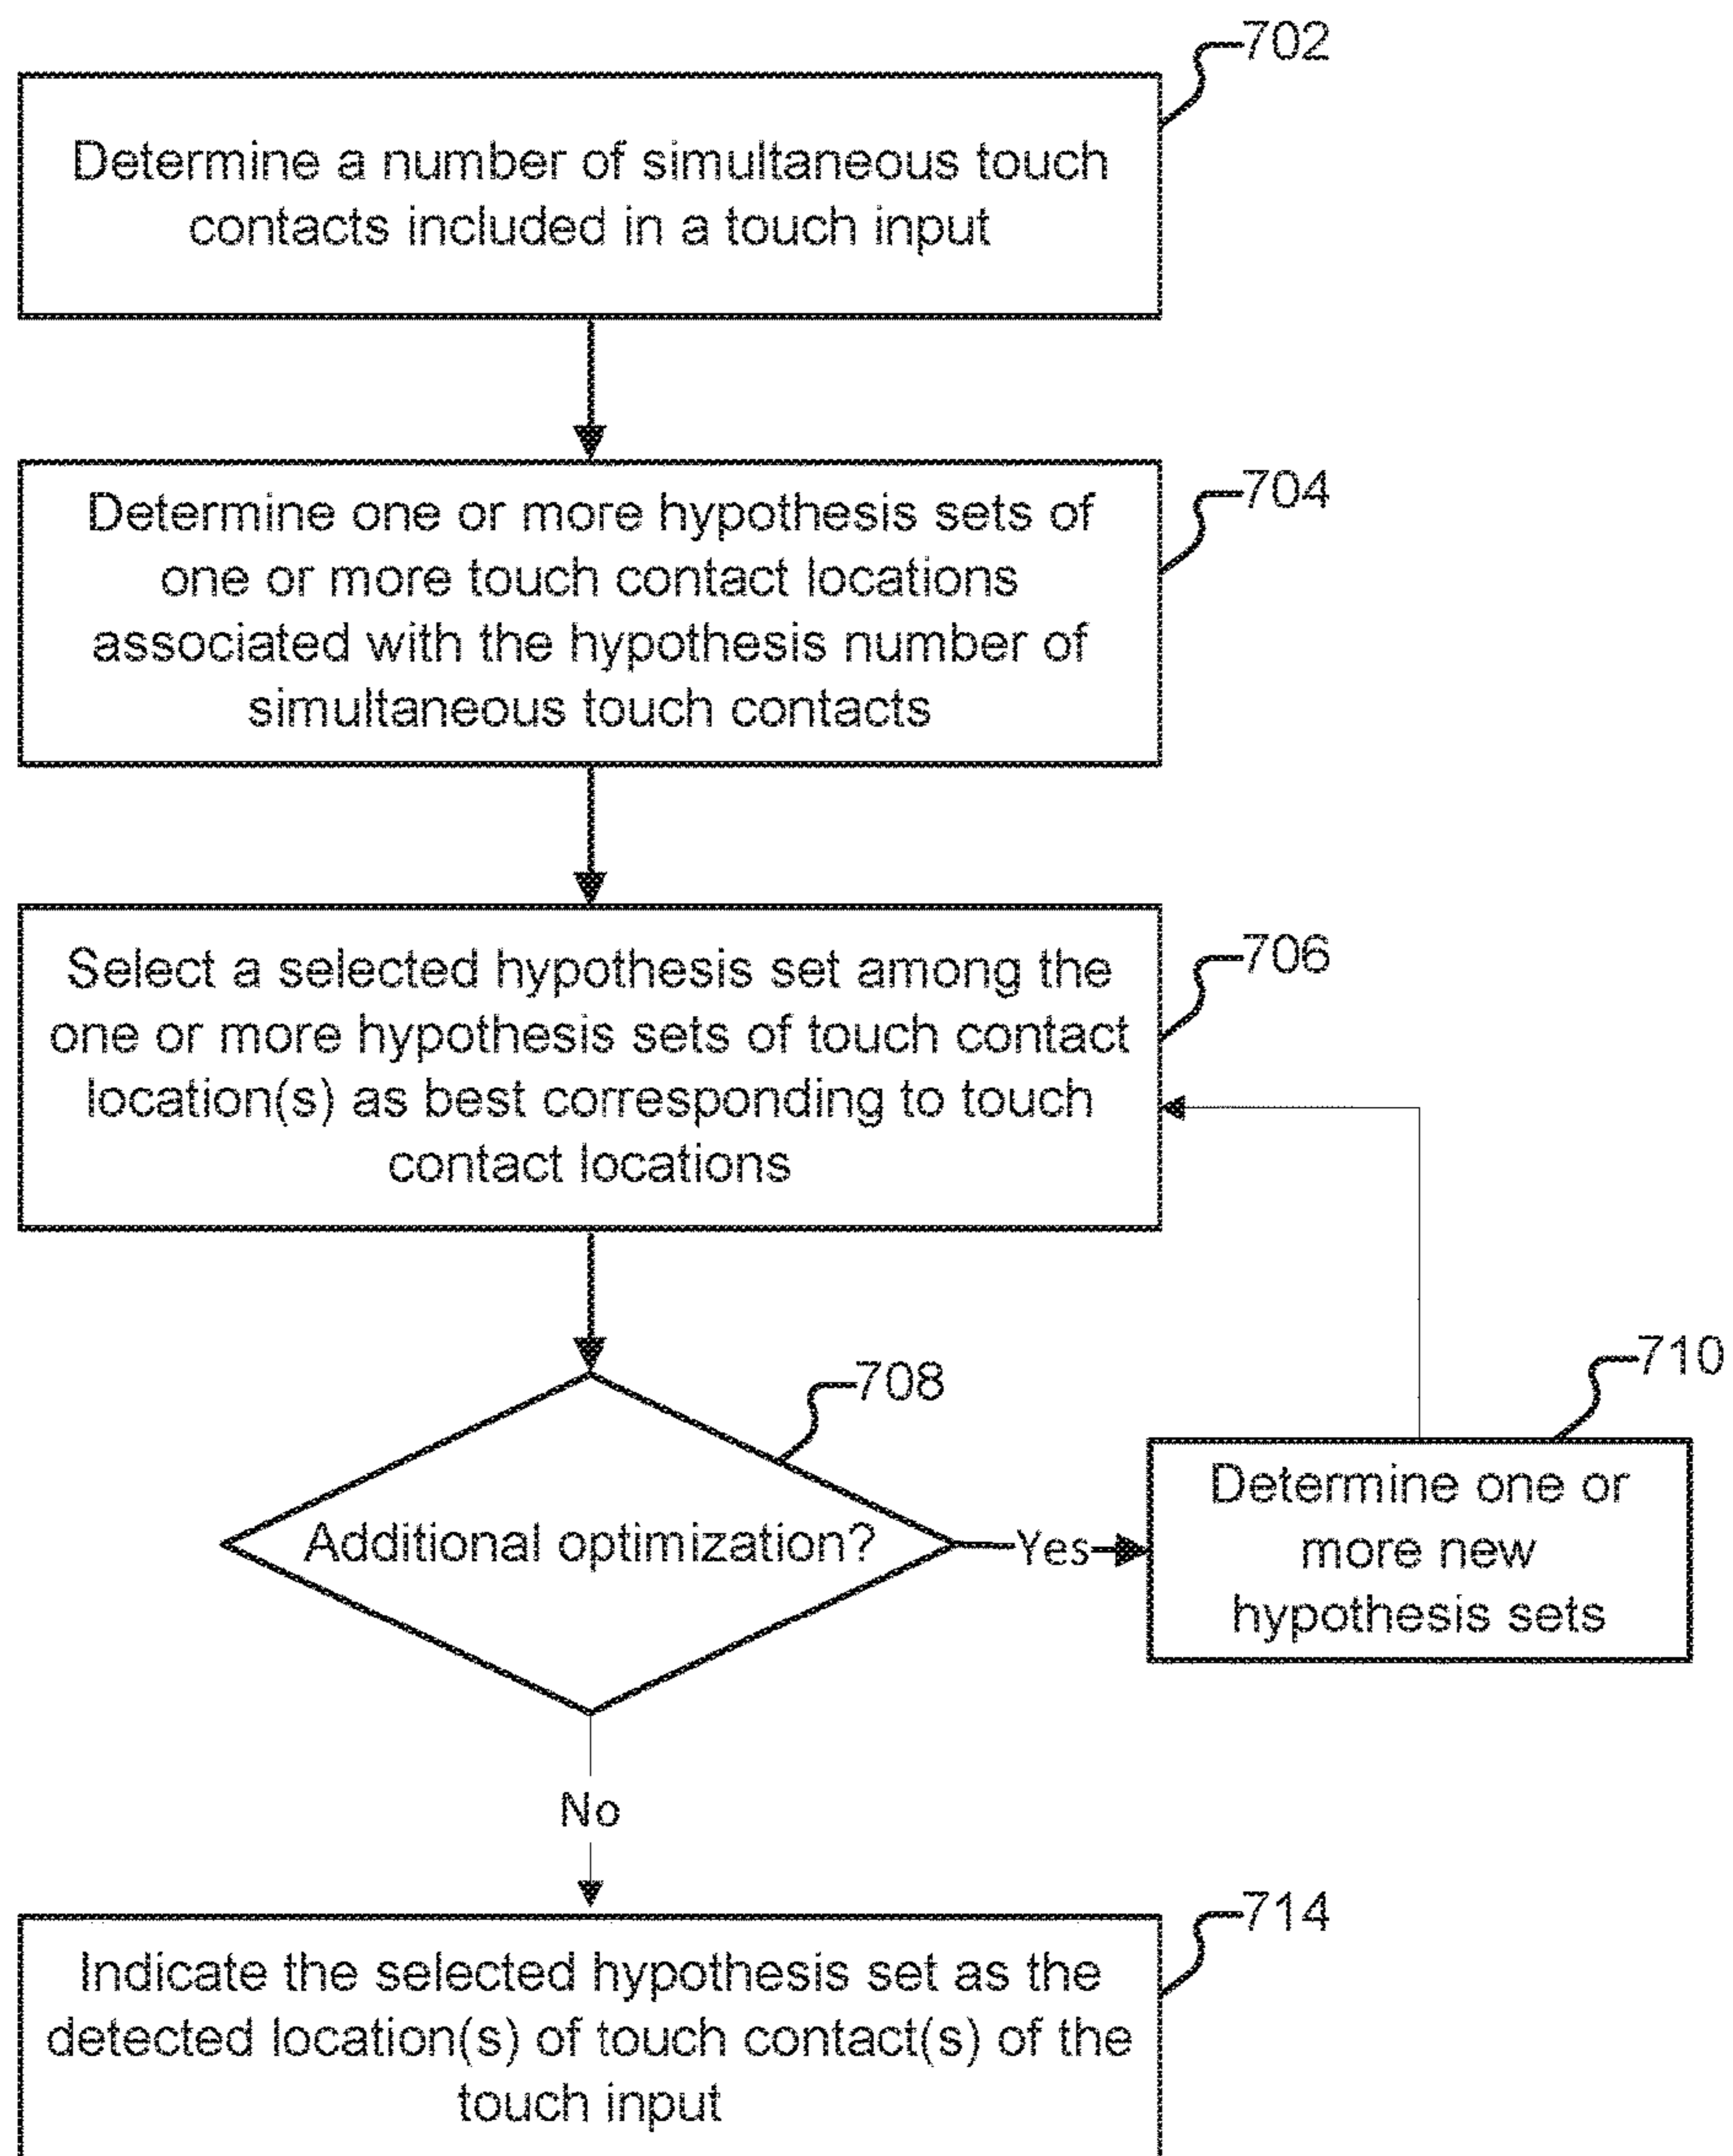 702
Determine a number of simultaneous touch
contacts included in a touch input
704
Determine one or more hypothesis sets of
one or more touch contact locations
associated with the hypothesis number of
simultaneous touch contacts
706
Select a selected hypothesis set among the
one or more hypothesis sets of touch contact
location(s) as best corresponding to touch
contact locations
708
Additional optimization?
Yes
710
Determine one or
more new
hypothesis sets
No
714
Indicate the selected hypothesis set as the
detected location(s) of touch contact(s) of the
touch input